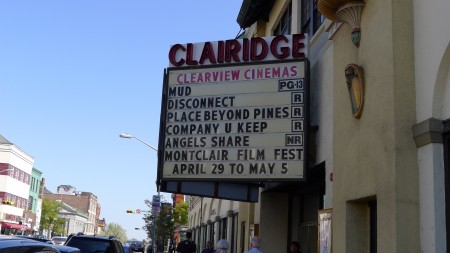 CLAIRIDGE
CLEARVIEW CINEMAS
MUD PG-13
DISCONNECT R
PLACE BEYOND PINES R
COMPANY U KEEP R
ANGELS SHARE NR
MONTCLAIR FILM FEST
APRIL 29 TO MAY 5